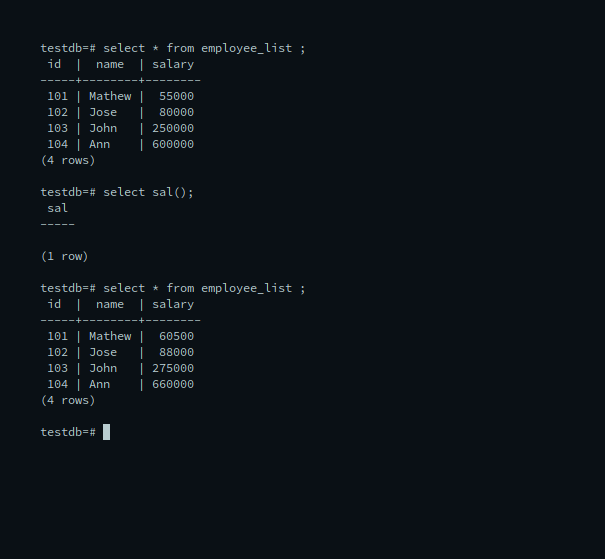 testdb=# select * from employee_list ;
 id  |  name  | salary
-----+--------+--------
 101 | Mathew |  55000
 102 | Jose   |  80000
 103 | John   | 250000
 104 | Ann    | 600000
(4 rows)

testdb=# select sal();
 sal
-----

(1 row)

testdb=# select * from employee_list ;
 id  |  name  | salary
-----+--------+--------
 101 | Mathew |  60500
 102 | Jose   |  88000
 103 | John   | 275000
 104 | Ann    | 660000
(4 rows)

testdb=#